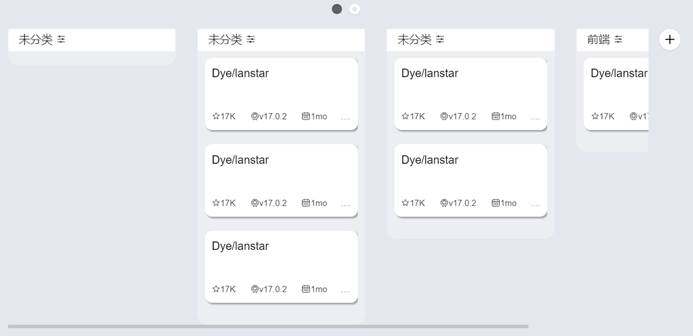 未分类
未分类
Dye/lanstar
17K v17.0.2 1mo ....
Dye/lanstar
17K v17.0.2 1mo ....
Dye/lanstar
17K v17.0.2 1mo ....
未分类
Dye/lanstar
17K v17.0.2 1mo ....
Dye/lanstar
17K v17.0.2 1mo ....
前端
Dye/lanstar
17K v17